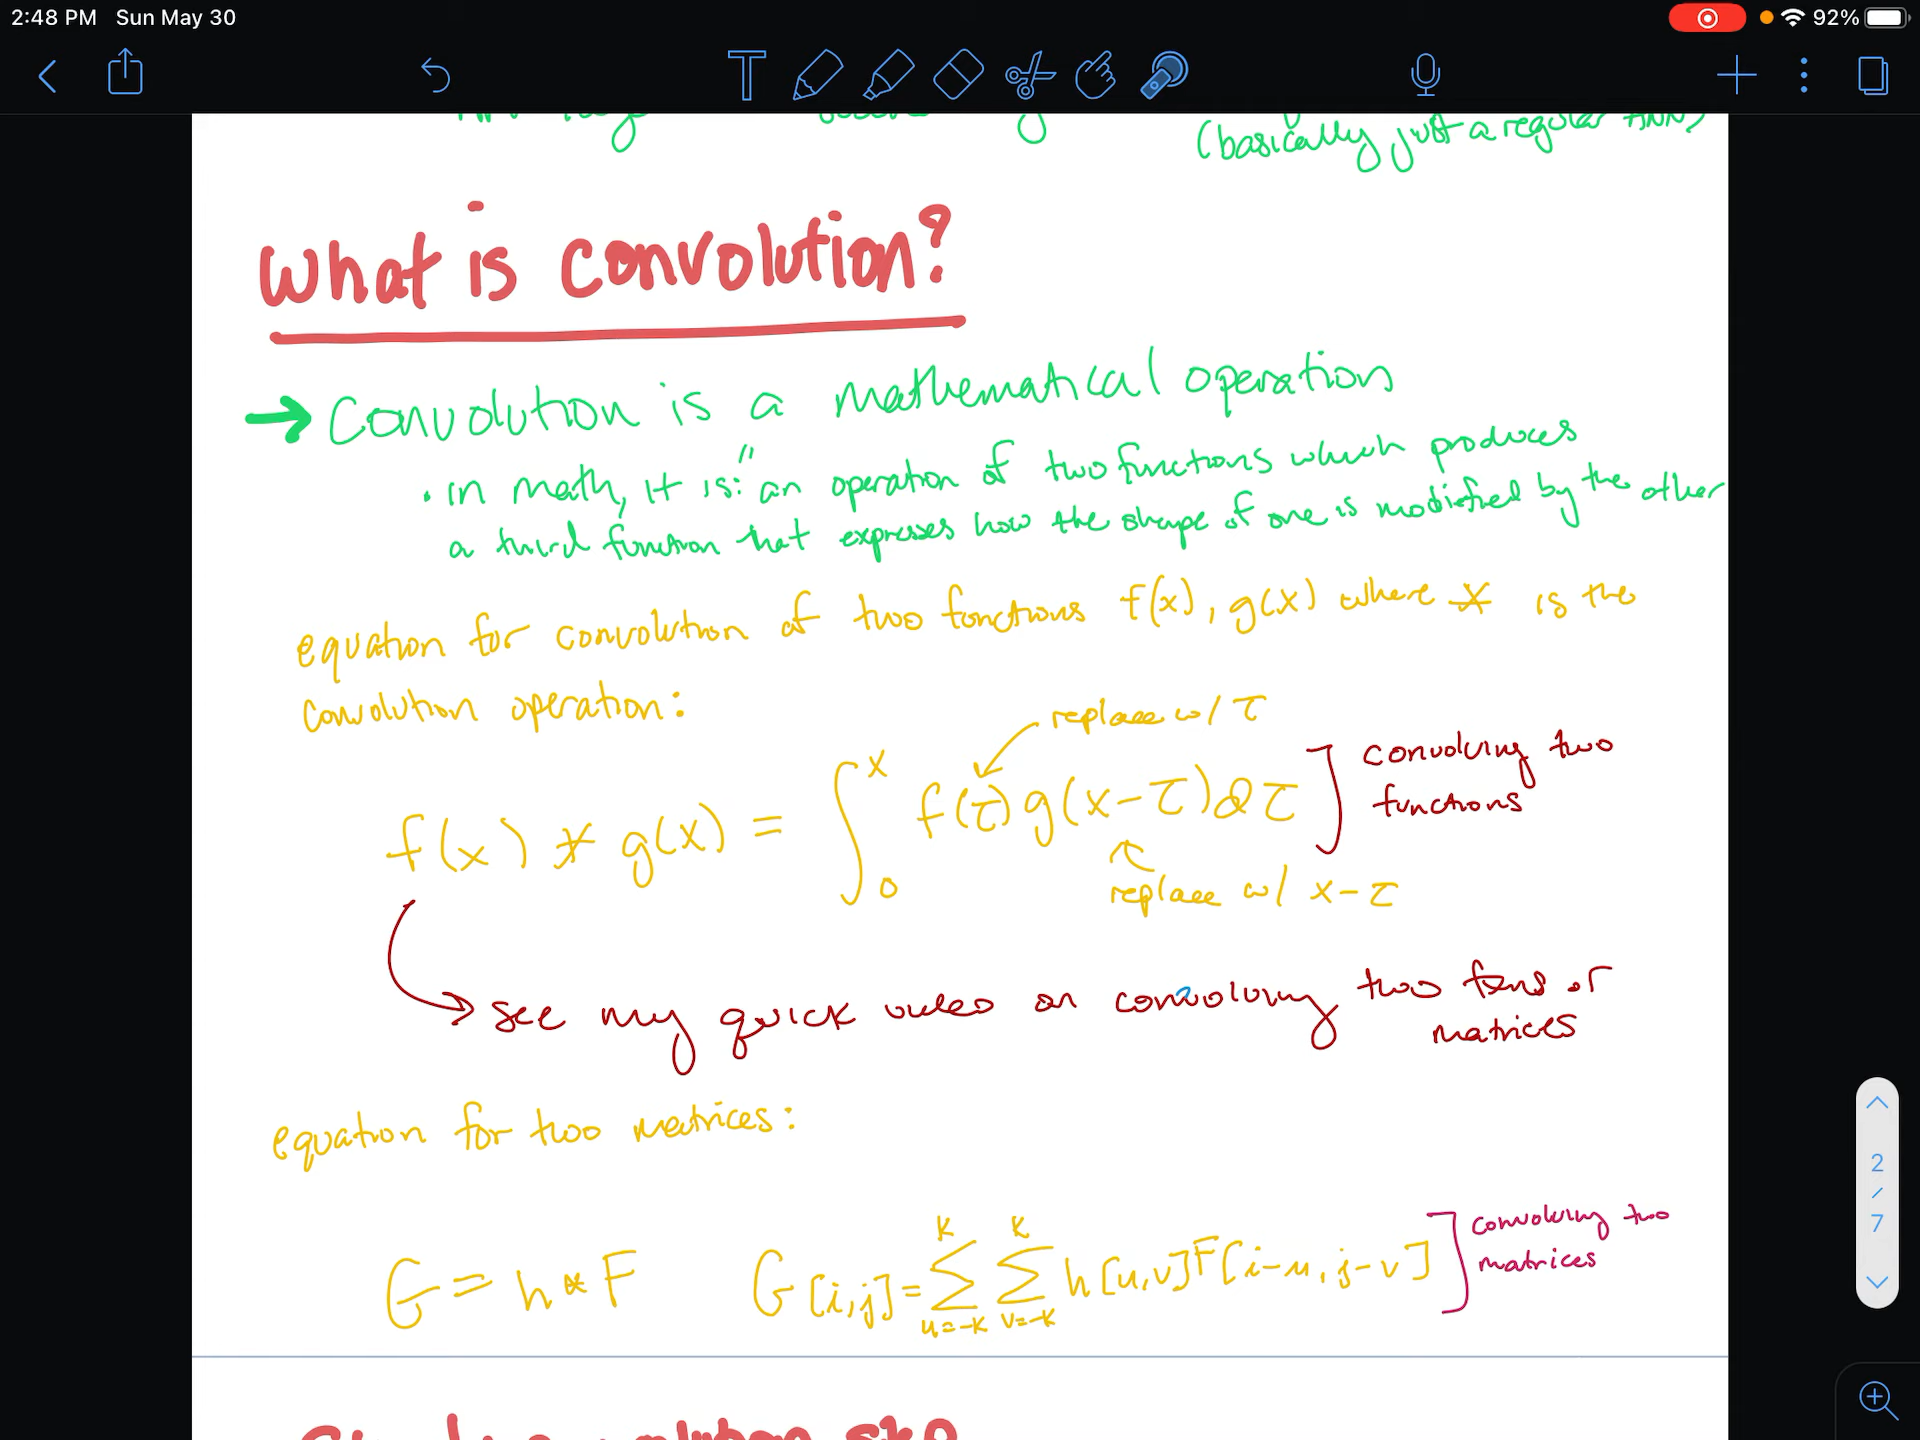 2:48 PM Sun May 30
92%
(basically just a regular ANN)
What is convolution?
→ Convolution is a mathematical operation
• in math, it is: "an operation of two functions which produces
a third function that expresses how the shape of one is modified by the other
equation for convolution of two functions f(x), g(x) where * is the
convolution operation:
replace w/ τ
f(x) * g(x) = ∫₀ˣ f(τ) g(x-τ) dτ ] convolving two
functions
replace w/ x-τ
see my quick video on convolving two fcns or
matrices
equation for two matrices:
G = h * F G[i,j] = Σ_{u=-k}^{k} Σ_{v=-k}^{k} h[u,v]F[i-u, j-v] ] convolving two
matrices
2
/
7